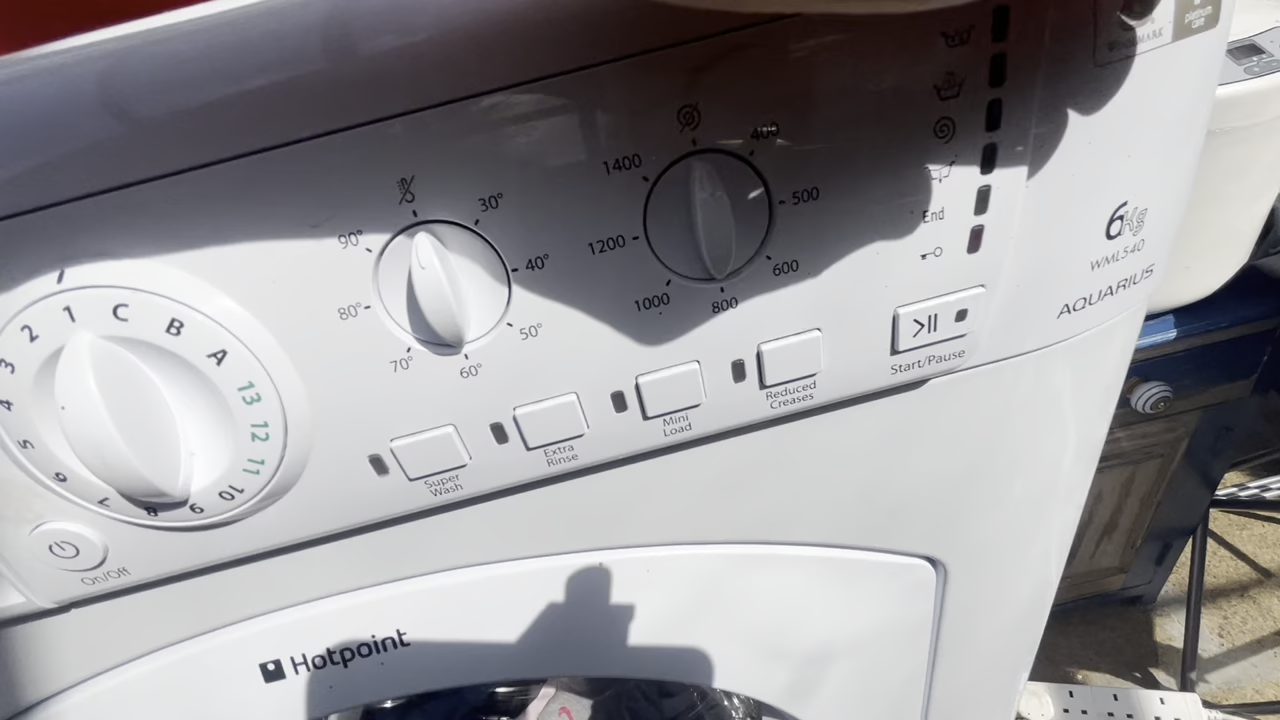 platinum
care
400
1400
500
1200
600
1000
800
30°
90°
40°
80°
50°
70°
60°
End
6Kg
WML540
AQUARIUS
1
C
B
A
13
12
11
10
9
8
7
6
5
4
3
2
Start/Pause
Reduced
Creases
Mini
Load
Extra
Rinse
Super
Wash
On/Off
Hotpoint